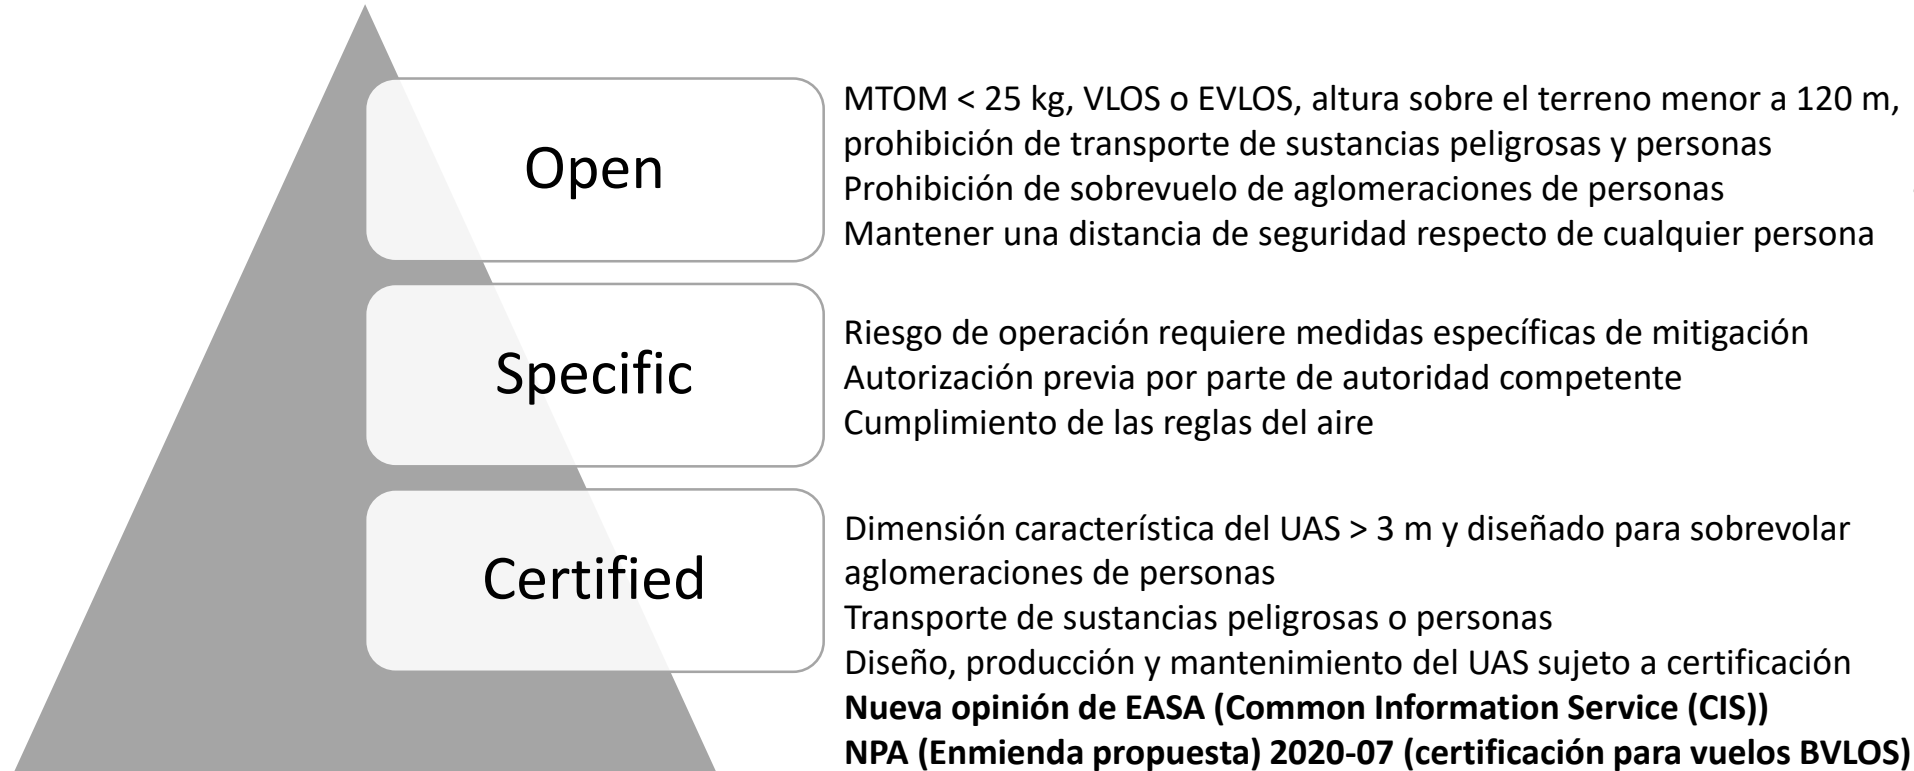 Open
MTOM < 25 kg, VLOS o EVLOS, altura sobre el terreno menor a 120 m,
prohibición de transporte de sustancias peligrosas y personas
Prohibición de sobrevuelo de aglomeraciones de personas
Mantener una distancia de seguridad respecto de cualquier persona
Specific
Riesgo de operación requiere medidas específicas de mitigación
Autorización previa por parte de autoridad competente
Cumplimiento de las reglas del aire
Certified
Dimensión característica del UAS > 3 m y diseñado para sobrevolar
aglomeraciones de personas
Transporte de sustancias peligrosas o personas
Diseño, producción y mantenimiento del UAS sujeto a certificación
Nueva opinión de EASA (Common Information Service (CIS))
NPA (Enmienda propuesta) 2020-07 (certificación para vuelos BVLOS)